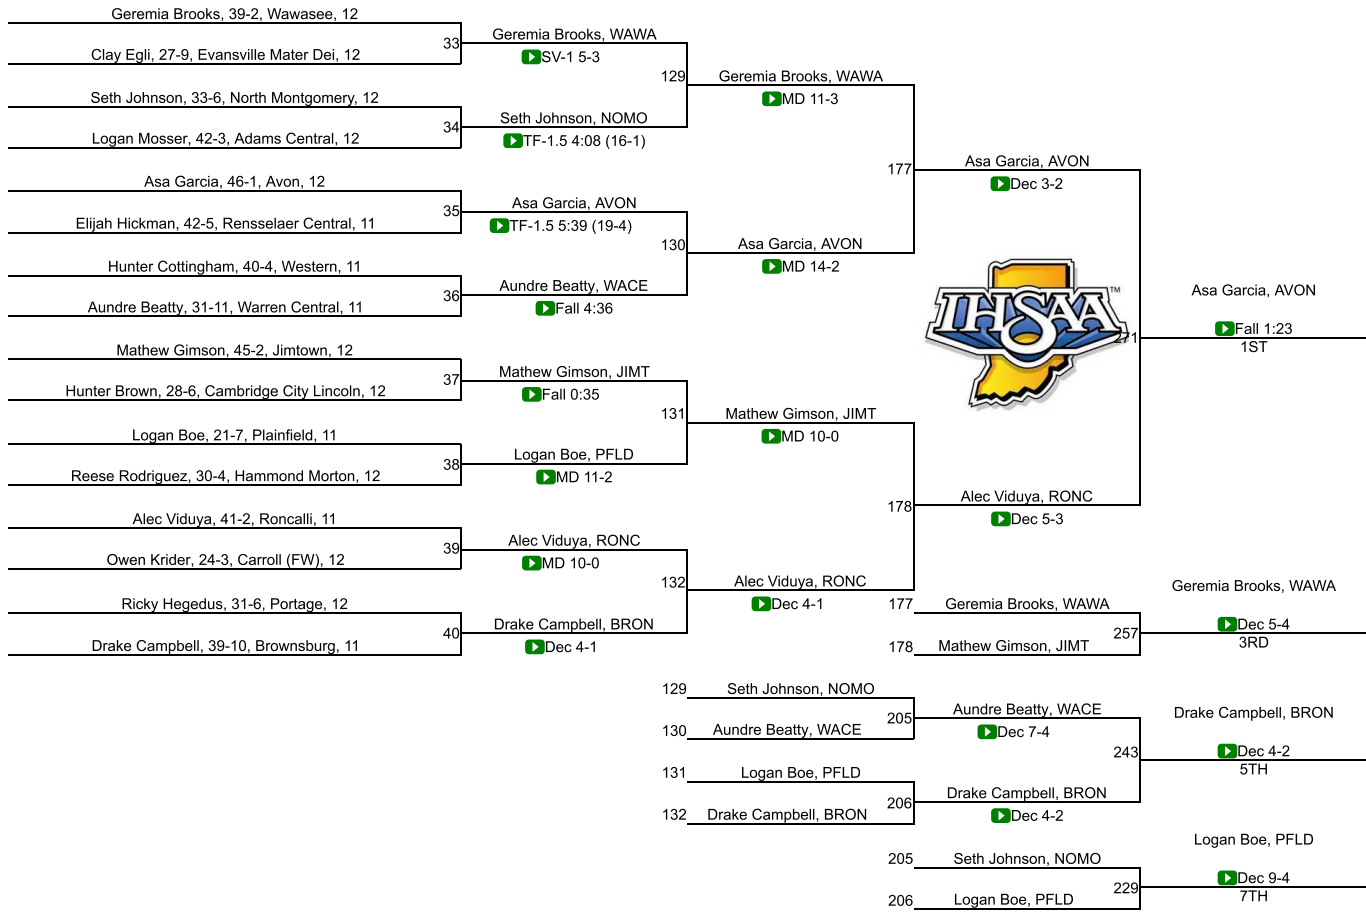 Geremia Brooks, 39-2, Wawasee, 12
33
Clay Egli, 27-9, Evansville Mater Dei, 12
Seth Johnson, 33-6, North Montgomery, 12
34
Logan Mosser, 42-3, Adams Central, 12
Asa Garcia, 46-1, Avon, 12
35
Elijah Hickman, 42-5, Rensselaer Central, 11
Hunter Cottingham, 40-4, Western, 11
36
Aundre Beatty, 31-11, Warren Central, 11
Mathew Gimson, 45-2, Jimtown, 12
37
Hunter Brown, 28-6, Cambridge City Lincoln, 12
Logan Boe, 21-7, Plainfield, 11
38
Reese Rodriguez, 30-4, Hammond Morton, 12
Alec Viduya, 41-2, Roncalli, 11
39
Owen Krider, 24-3, Carroll (FW), 12
Ricky Hegedus, 31-6, Portage, 12
40
Drake Campbell, 39-10, Brownsburg, 11
Geremia Brooks, WAWA
SV-1 5-3
129
Seth Johnson, NOMO
TF-1.5 4:08 (16-1)
Asa Garcia, AVON
TF-1.5 5:39 (19-4)
130
Aundre Beatty, WACE
Fall 4:36
Mathew Gimson, JIMT
Fall 0:35
131
Logan Boe, PFLD
MD 11-2
Alec Viduya, RONC
MD 10-0
132
Drake Campbell, BRON
Dec 4-1
Geremia Brooks, WAWA
MD 11-3
177
Asa Garcia, AVON
MD 14-2
Mathew Gimson, JIMT
MD 10-0
178
Alec Viduya, RONC
Dec 4-1
Asa Garcia, AVON
Dec 3-2
IHSAA™
271
Alec Viduya, RONC
Dec 5-3
Asa Garcia, AVON
Fall 1:23
1ST
177
Geremia Brooks, WAWA
257
178
Mathew Gimson, JIMT
Geremia Brooks, WAWA
Dec 5-4
3RD
129
Seth Johnson, NOMO
205
130
Aundre Beatty, WACE
131
Logan Boe, PFLD
206
132
Drake Campbell, BRON
Aundre Beatty, WACE
Dec 7-4
243
Drake Campbell, BRON
Dec 4-2
Drake Campbell, BRON
Dec 4-2
5TH
205
Seth Johnson, NOMO
229
206
Logan Boe, PFLD
Logan Boe, PFLD
Dec 9-4
7TH